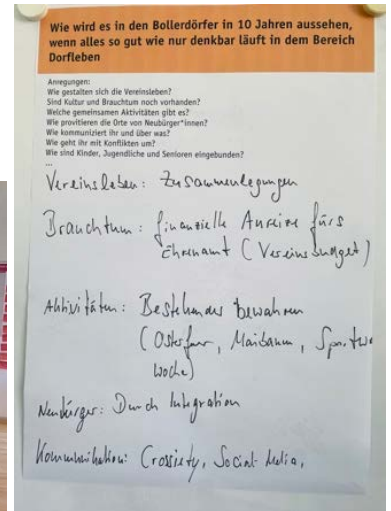 Wie wird es in den Bollerdörfer in 10 Jahren aussehen,
wenn alles so gut wie nur denkbar läuft in dem Bereich
Dorfleben
Anregungen:
Wie gestalten sich die Vereinsleben?
Sind Kultur und Brauchtum noch vorhanden?
Welche gemeinsamen Aktivitäten gibt es?
Wie provitieren die Orte von Neubürger*innen?
Wie kommuniziert ihr und über was?
Wie geht ihr mit Konflikten um?
Wie sind Kinder, Jugendliche und Senioren eingebunden?
...
Vereinsleben: Zusammenlegungen
Brauchtum: finanzielle Anreize fürs
Ehrenamt (Vereinsbudget)
Aktivitäten: Bestehendes bewahren
(Osterfeuer, Maibaum, Sport
woche)
Neubürger: Durch Integration
Kommunikation: Crossiety, Social Media,